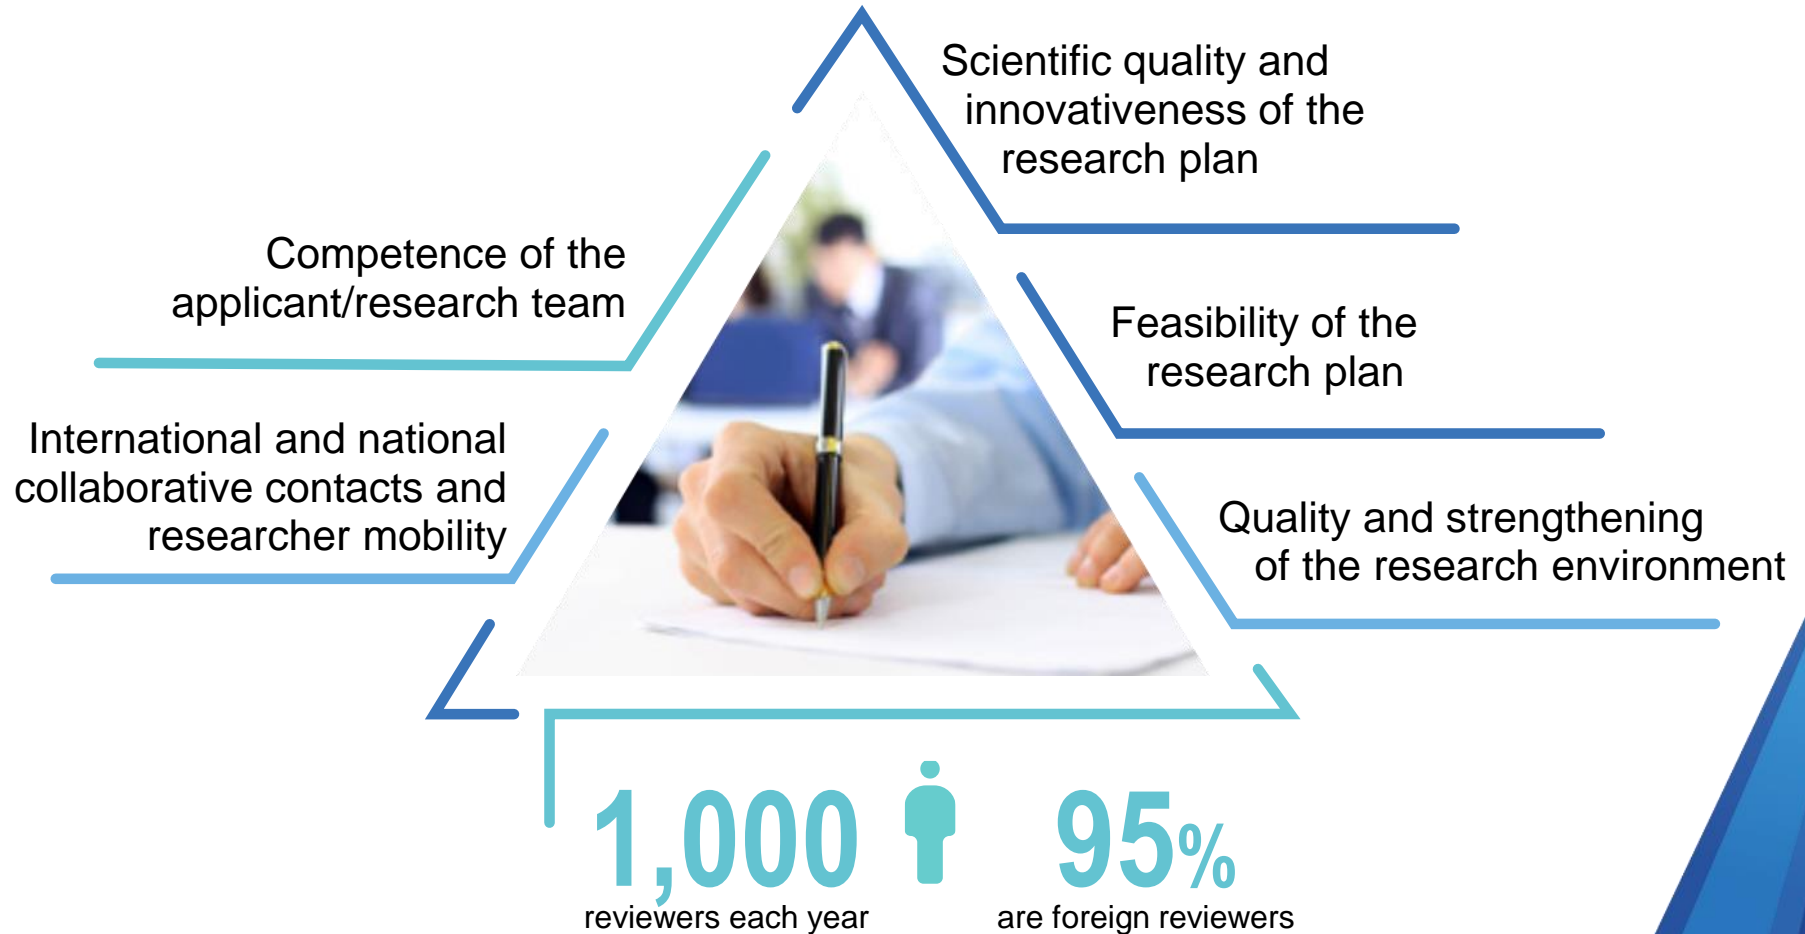 Scientific quality and
innovativeness of the
research plan
Competence of the
applicant/research team
Feasibility of the
research plan
International and national
collaborative contacts and
researcher mobility
Quality and strengthening
of the research environment
1,000
reviewers each year
95%
are foreign reviewers